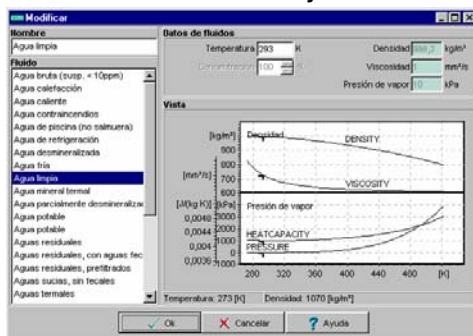 Modificar
Nombre
Agua limpia
Fluido
Agua bruta (susp. < 10ppm)
Agua calefacción
Agua caliente
Agua contraincendios
Agua de piscina (no salmuera)
Agua de refrigeración
Agua desmineralizada
Agua fría
Agua limpia
Agua mineral termal
Agua parcialmente desmineraliza
Agua potable
Agua potable
Aguas residuales
Aguas residuales, con aguas fec
Aguas residuales, prefiltrados
Aguas sucias, sin fecales
Aguas termales
Datos de fluidos
Temperatura 293 K
Densidad 998,2 kg/m³
Concentración 100 %
Viscosidad 1 mm²/s
Presión de vapor 10 kPa
Vista
[kg/m³] Densidad DENSITY
900
800
[mm²/s] 700
600 VISCOSITY
[J/(kg K)] [kPa] Presión de vapor
0,0048 3000
0,0044 2000 HEATCAPACITY
0,004 0 PRESSURE
0,0036 1000
200 240 280 320 360 400 440 480 [K]
Temperatura: 273 [K] Densidad: 1070 [kg/m³]
Ok Cancelar Ayuda